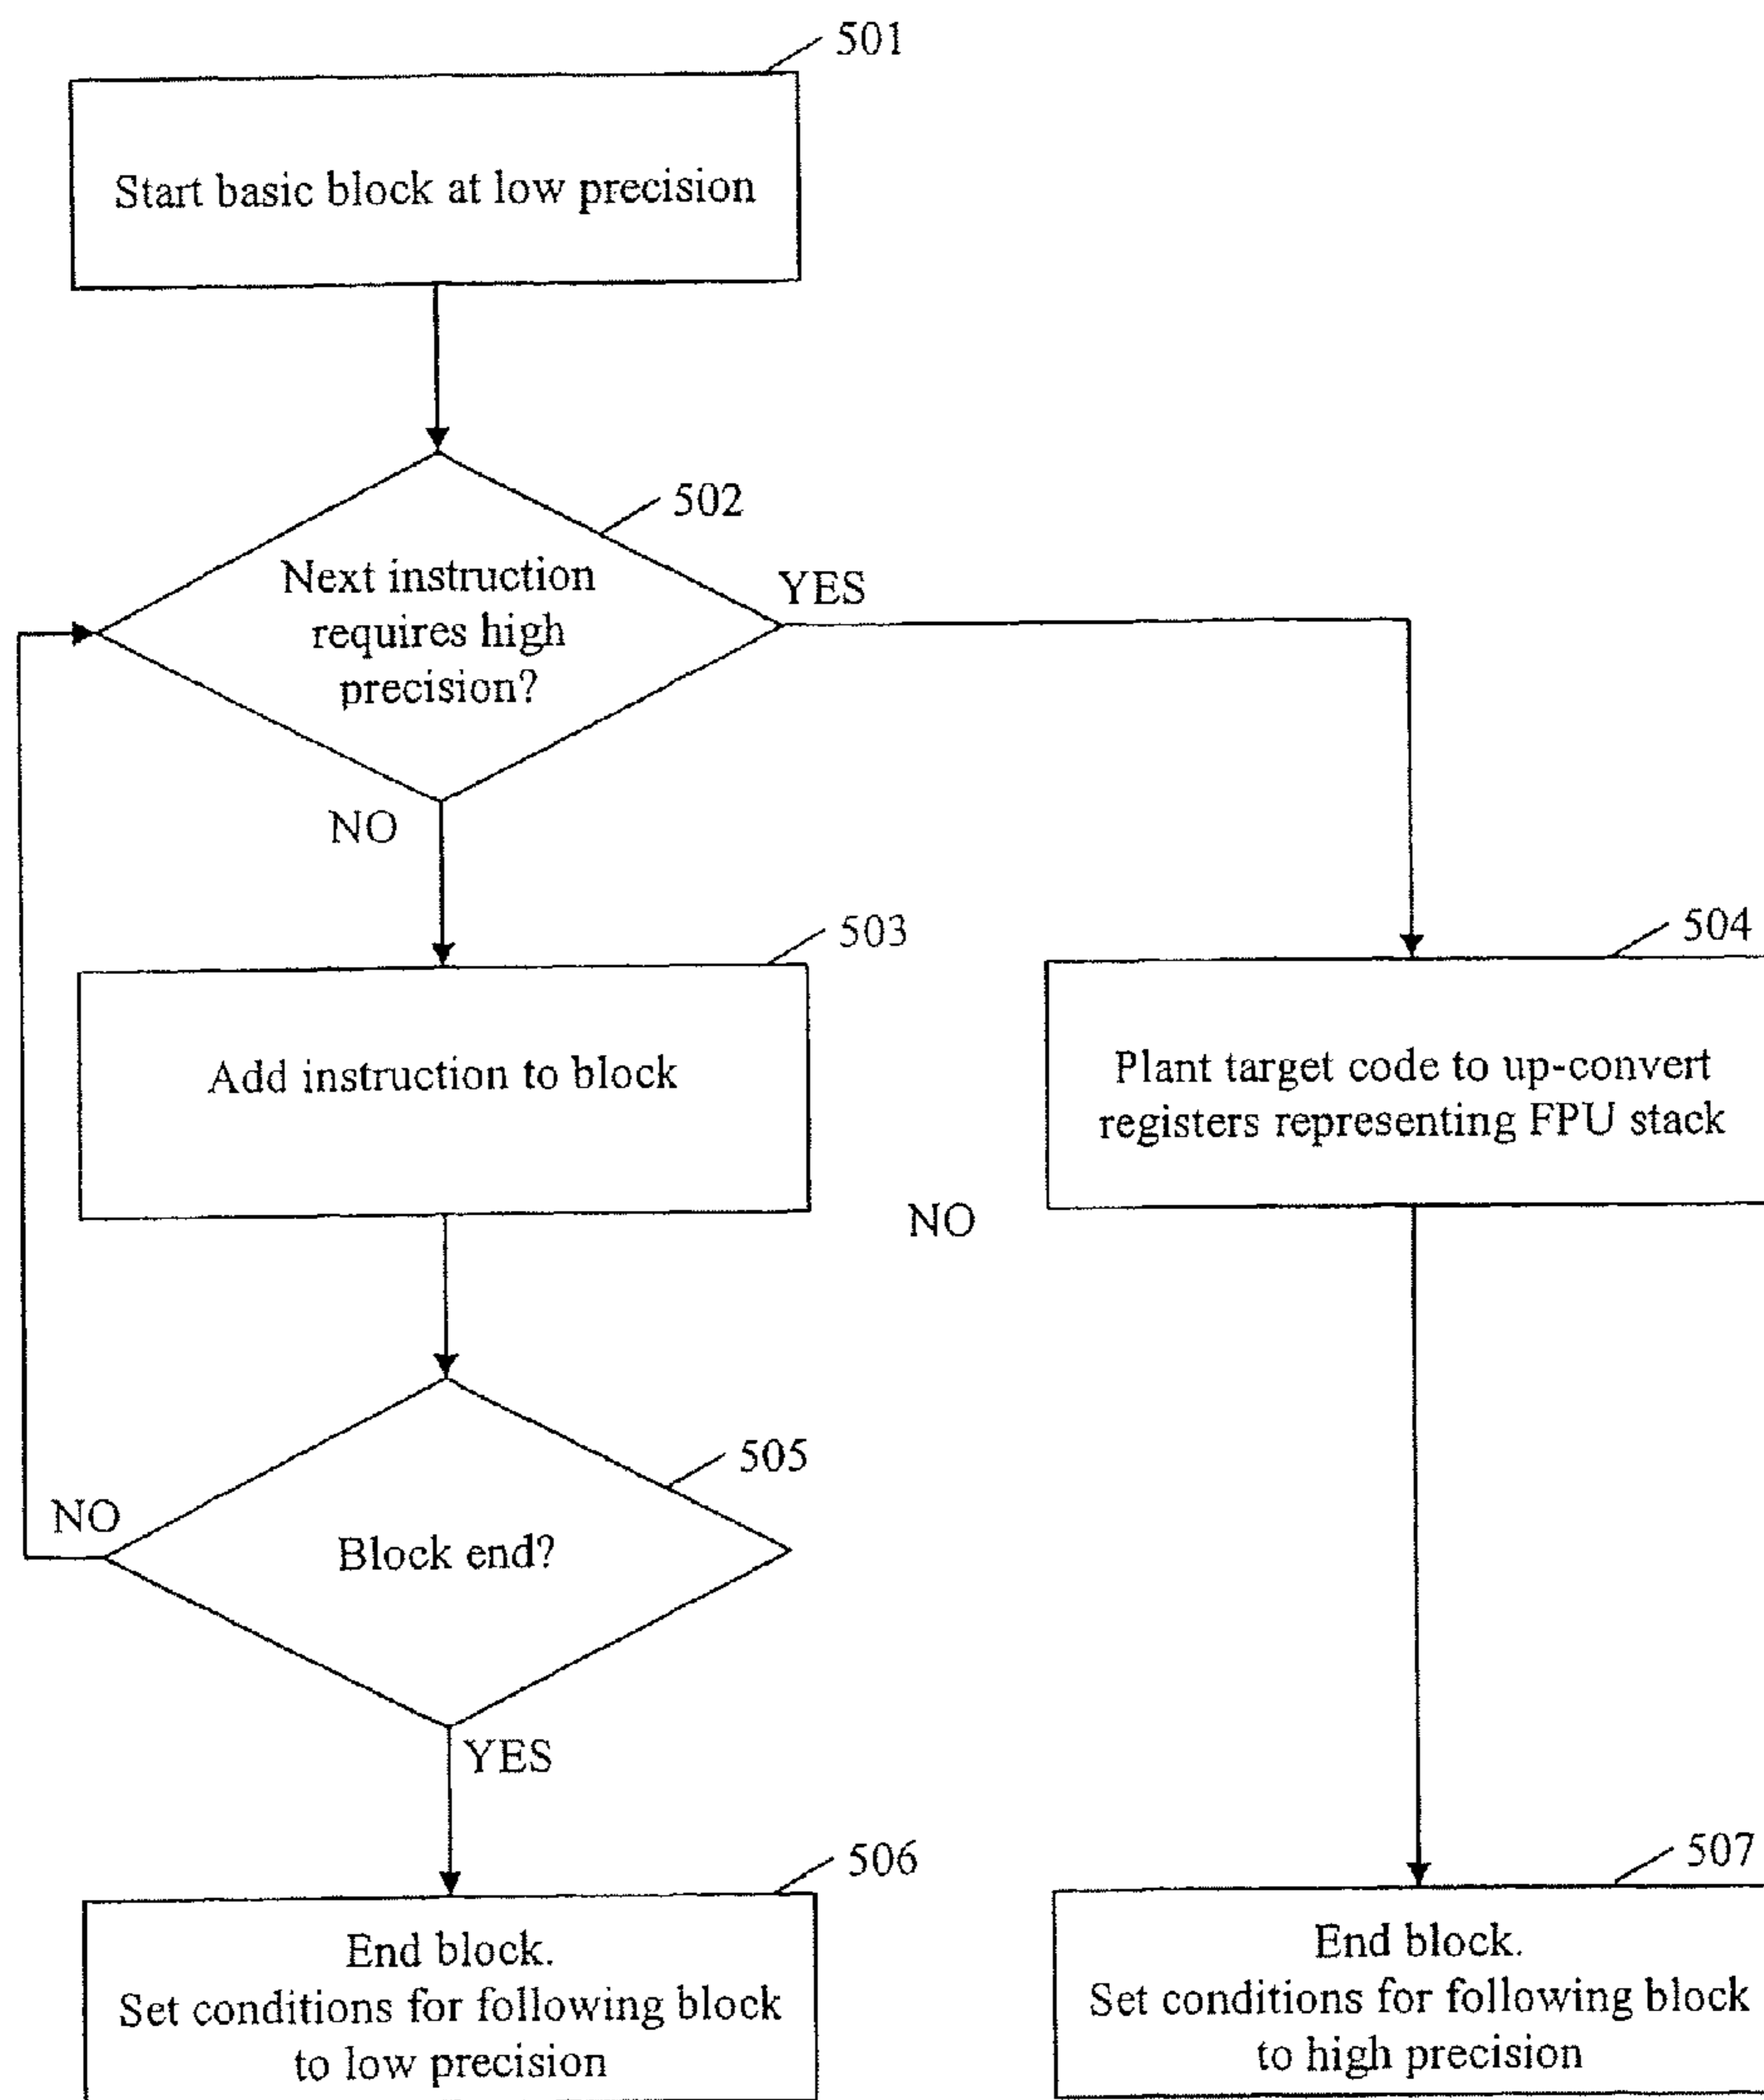 501
Start basic block at low precision
502
Next instruction
requires high
precision?
YES
NO
503
Add instruction to block
504
Plant target code to up-convert
registers representing FPU stack
NO
505
Block end?
NO
YES
506
End block.
Set conditions for following block
to low precision
507
End block.
Set conditions for following block
to high precision